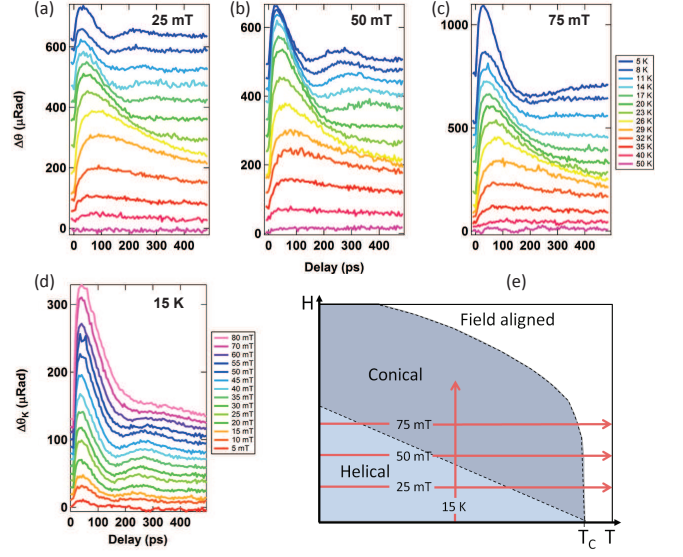 (a)
25 mT
600
400
200
0
Δθ (μRad)
0 100 200 300 400
(b)
50 mT
600
400
200
0
0 100 200 300 400
Delay (ps)
(c)
75 mT
1000
500
0
0 100 200 300 400
Delay (ps)
5 K
8 K
11 K
14 K
17 K
20 K
23 K
26 K
29 K
32 K
35 K
40 K
50 K
(d)
15 K
300
200
100
0
ΔθK (μRad)
0 100 200 300 400
Delay (ps)
80 mT
70 mT
60 mT
55 mT
50 mT
45 mT
40 mT
35 mT
30 mT
25 mT
20 mT
15 mT
10 mT
5 mT
(e)
H
Field aligned
Conical
75 mT
50 mT
Helical
25 mT
15 K
TC T